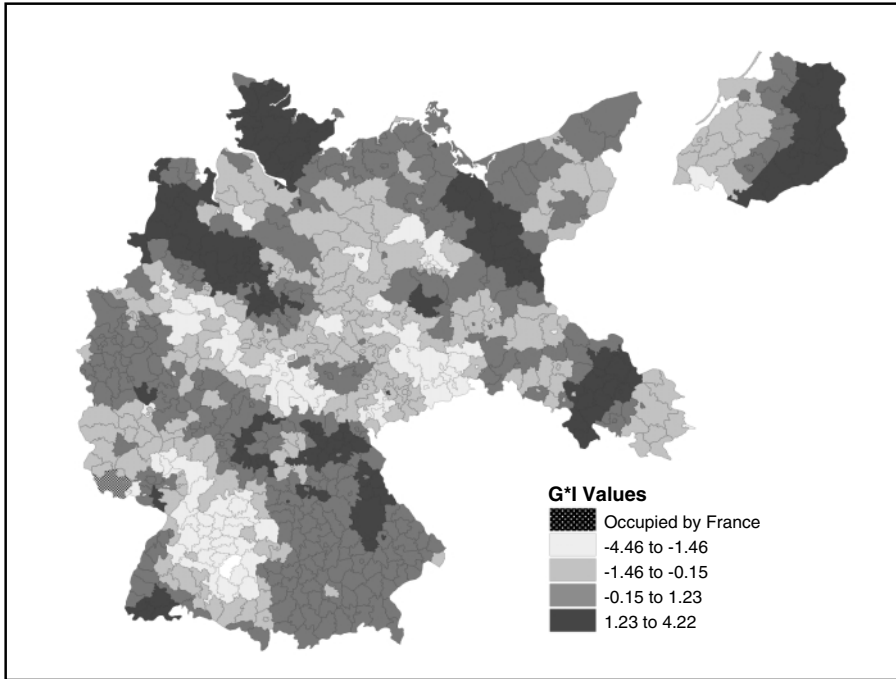 G*I Values
Occupied by France
-4.46 to -1.46
-1.46 to -0.15
-0.15 to 1.23
1.23 to 4.22